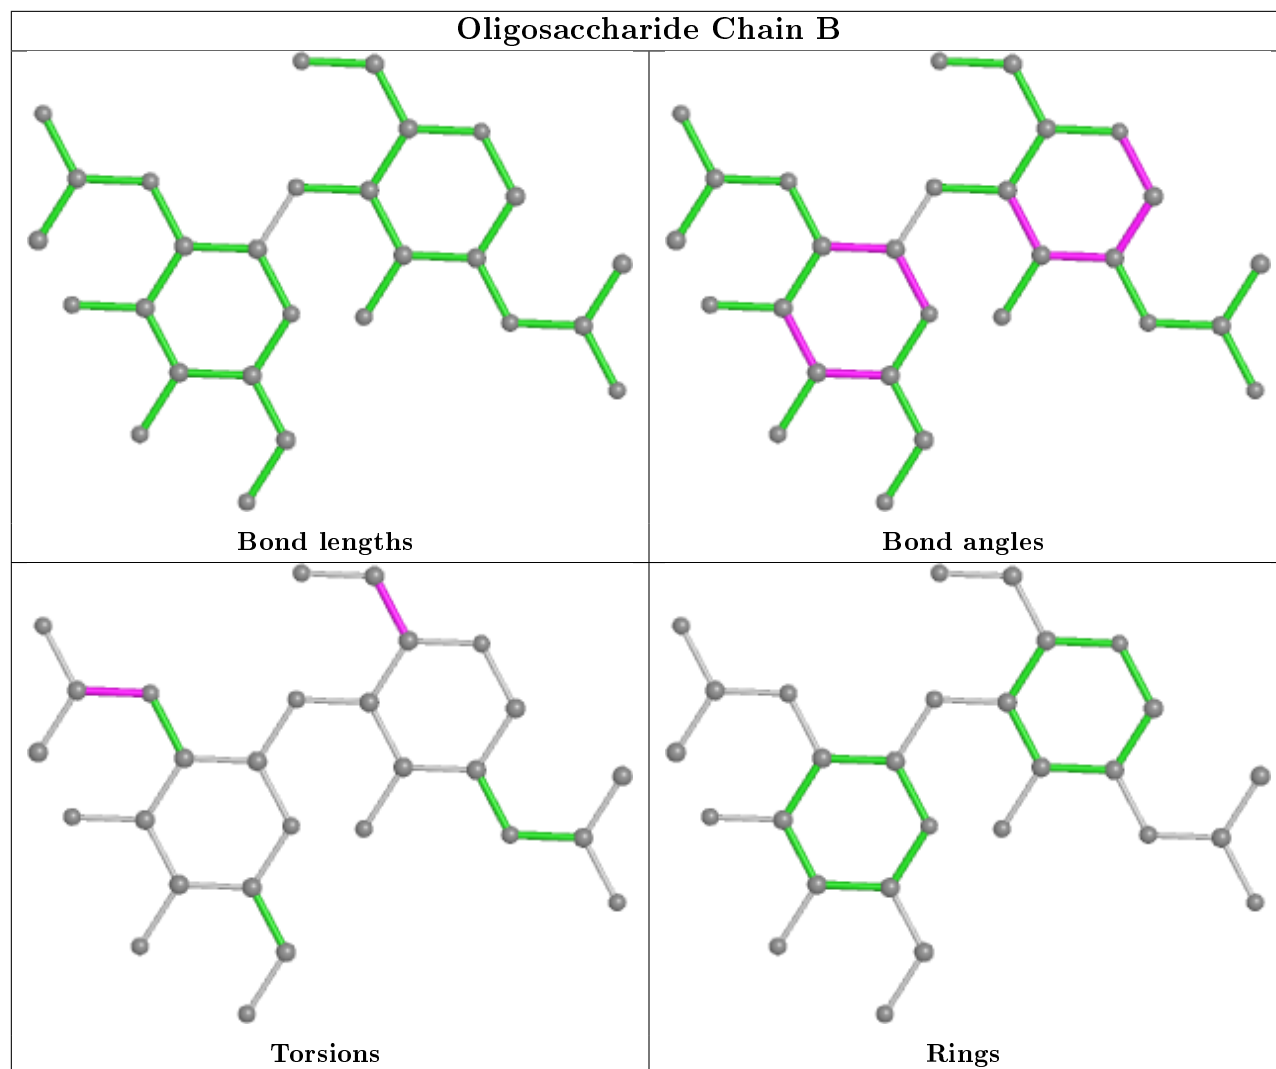 Oligosaccharide Chain B
Bond lengths
Bond angles
Torsions
Rings